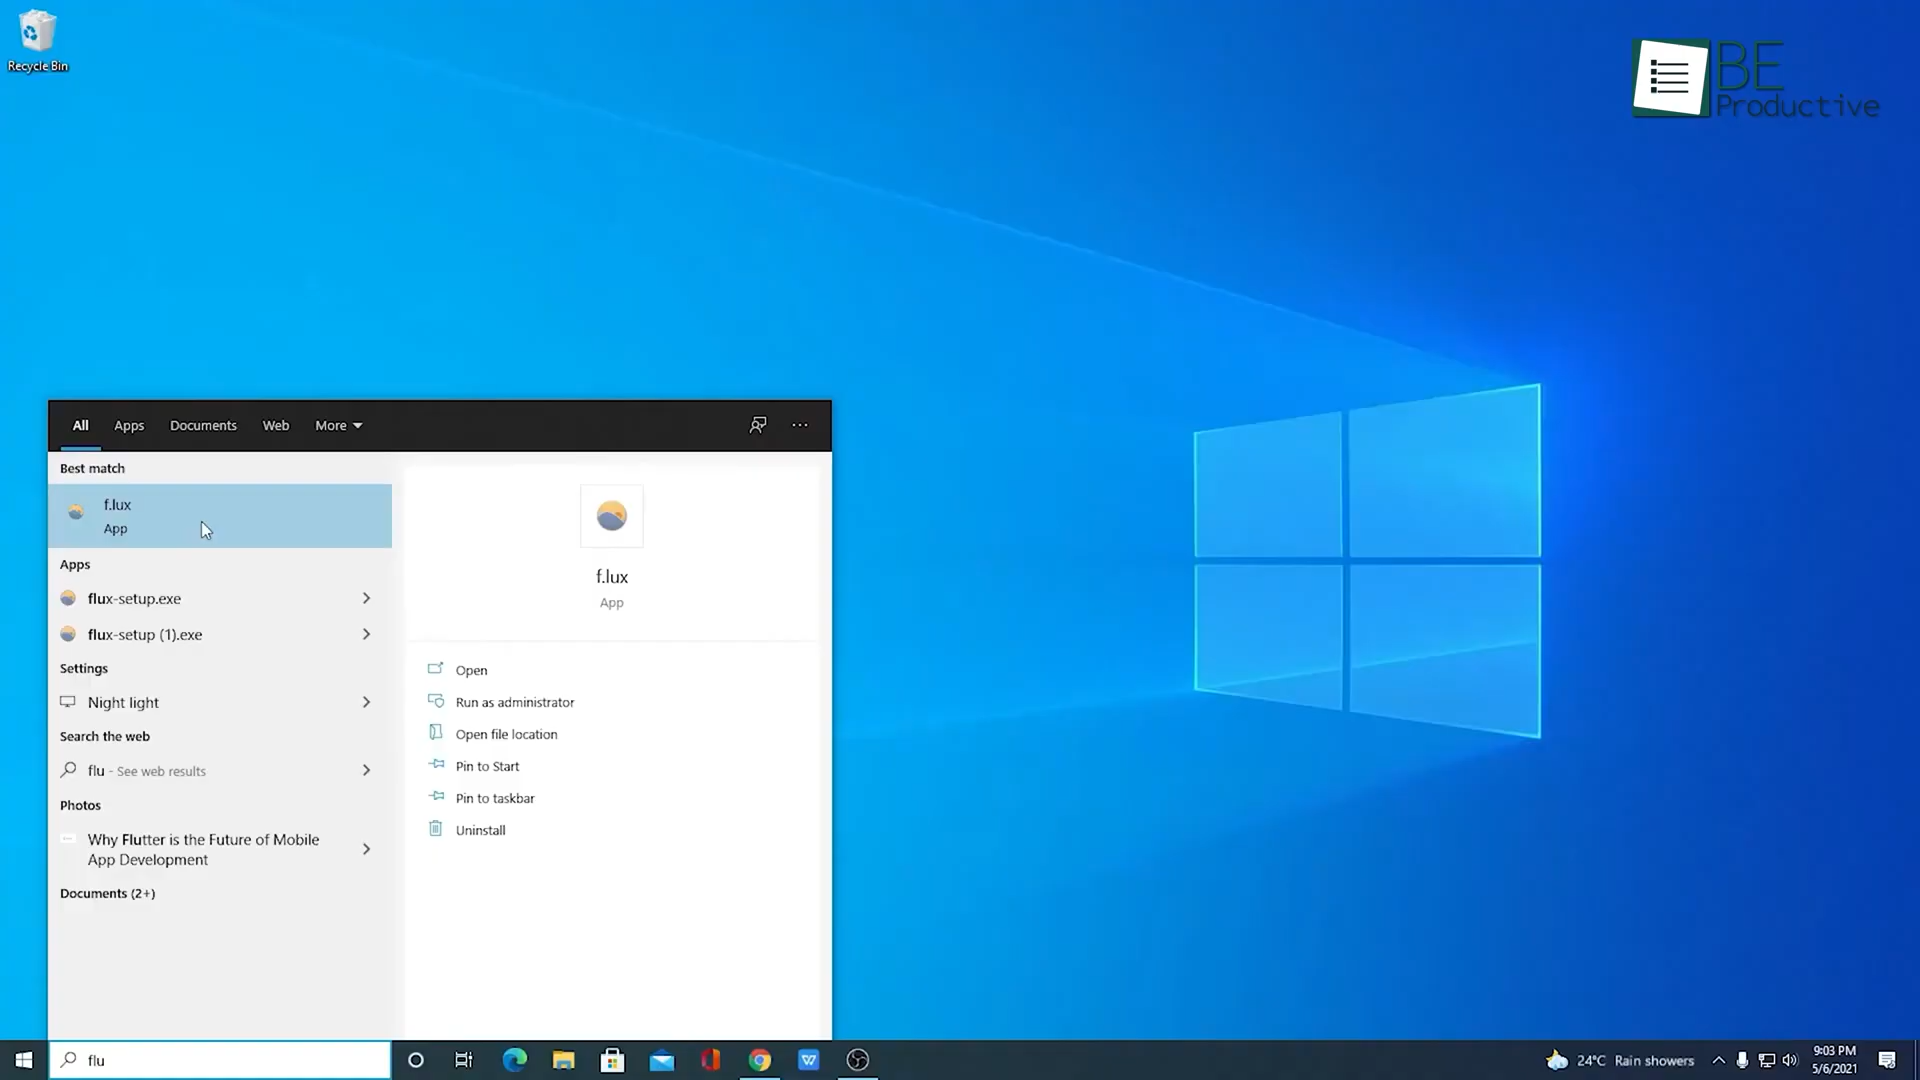 Recycle Bin
BE
Productive
All Apps Documents Web More
Best match
f.lux
App
Apps
flux-setup.exe
flux-setup (1).exe
Settings
Night light
Search the web
flu - See web results
Photos
Why Flutter is the Future of Mobile
App Development
Documents (2+)
f.lux
App
Open
Run as administrator
Open file location
Pin to Start
Pin to taskbar
Uninstall
flu
24°C Rain showers
9:03 PM
5/6/2021